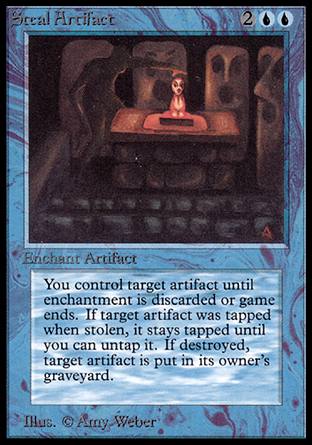 Steal Artifact 2
Enchant Artifact
You control target artifact until
enchantment is discarded or game
ends. If target artifact was tapped
when stolen, it stays tapped until
you can untap it. If destroyed,
target artifact is put in its owner's
graveyard.
Illus. © Amy Weber